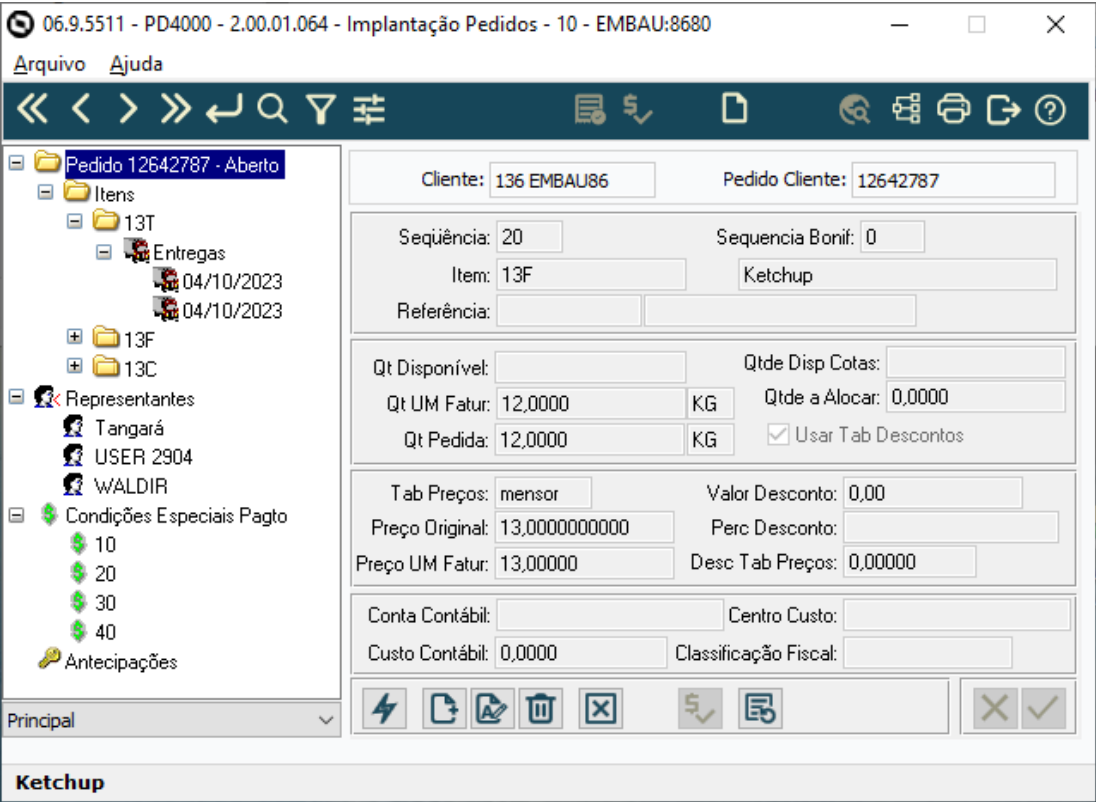 06.9.5511 - PD4000 - 2.00.01.064 - Implantação Pedidos - 10 - EMBAU:8680
Arquivo Ajuda
Pedido 12642787 - Aberto
Itens
13T
Entregas
04/10/2023
04/10/2023
13F
13C
Representantes
Tangará
USER 2904
WALDIR
Condições Especiais Pagto
10
20
30
40
Antecipações
Principal
Cliente: 136 EMBAU86 Pedido Cliente: 12642787
Seqüência: 20 Sequencia Bonif: 0
Item: 13F Ketchup
Referência:
Qt Disponível: Qtde Disp Cotas:
Qt UM Fatur: 12,0000 KG Qtde a Alocar: 0,0000
Qt Pedida: 12,0000 KG Usar Tab Descontos
Tab Preços: mensor Valor Desconto: 0,00
Preço Original: 13,0000000000 Perc Desconto:
Preço UM Fatur: 13,00000 Desc Tab Preços: 0,00000
Conta Contábil: Centro Custo:
Custo Contábil: 0,0000 Classificação Fiscal:
Ketchup